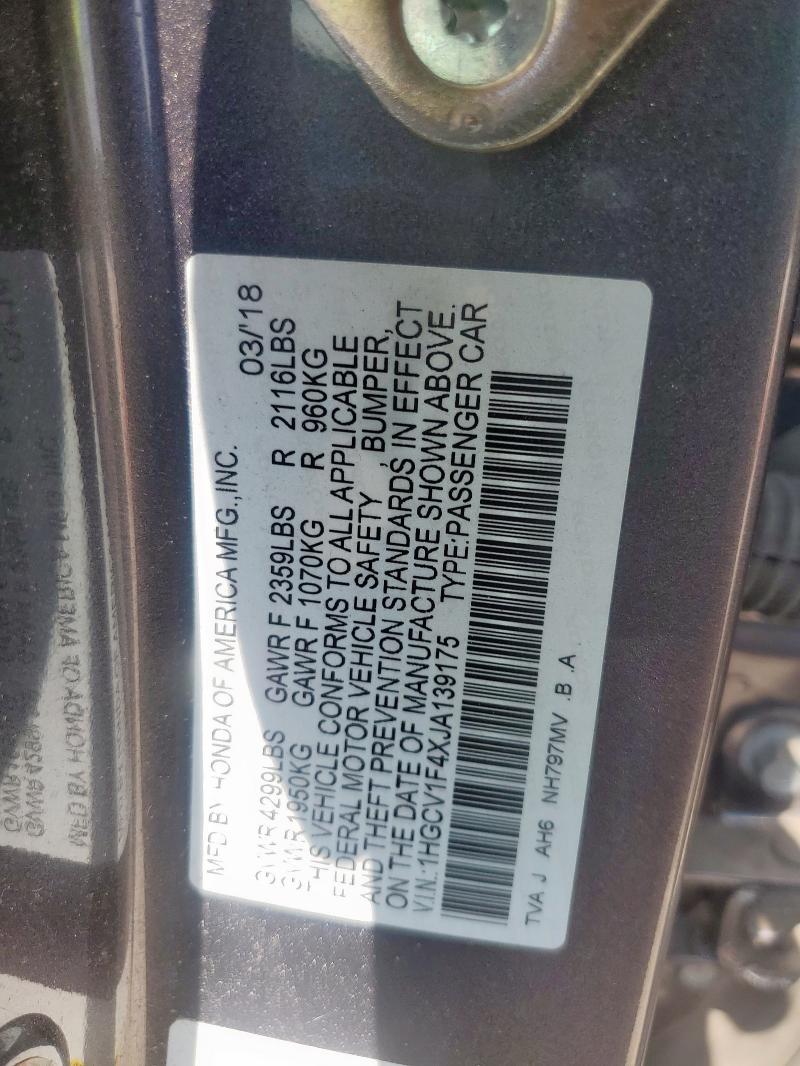 MFD BY HONDA OF AMERICA MFG.,INC. 03/'18
GVWR 4299LBS GAWR F 2359LBS R 2116LBS
GVWR 1950KG GAWR F 1070KG R 960KG
THIS VEHICLE CONFORMS TO ALL APPLICABLE
FEDERAL MOTOR VEHICLE SAFETY , BUMPER,
AND THEFT PREVENTION STANDARDS, IN EFFECT
ON THE DATE OF MANUFACTURE SHOWN ABOVE.
V.I.N.:1HGCV1F4XJA139175 TYPE:PASSENGER CAR
TVA J AH6 NH797MV .B .A